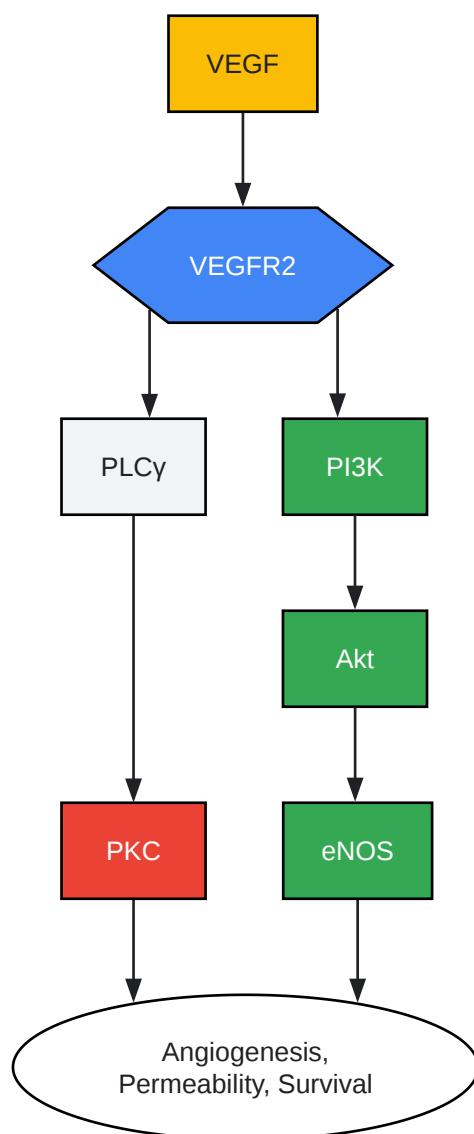 VEGF
VEGFR2
PLCγ
PI3K
Akt
PKC
eNOS
Angiogenesis,
Permeability, Survival